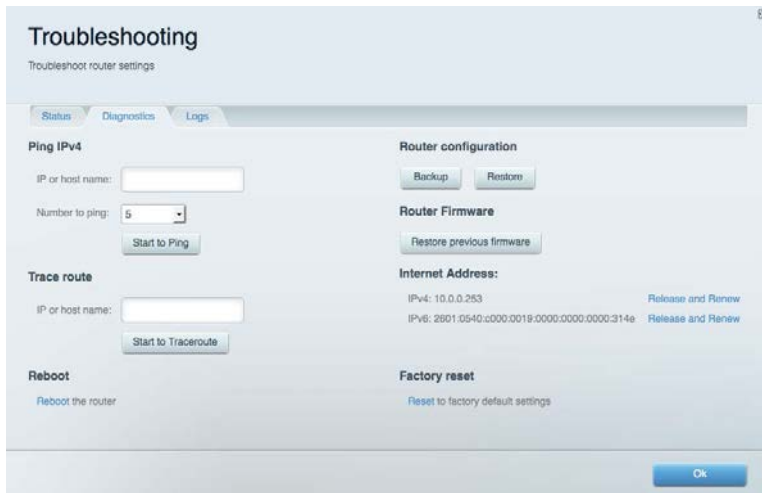 Troubleshooting
Troubleshoot router settings
Status Diagnostics Logs
Ping IPv4
IP or host name:
Number to ping: 5
Start to Ping
Trace route
IP or host name:
Start to Traceroute
Reboot
Reboot the router
Router configuration
Backup Restore
Router Firmware
Restore previous firmware
Internet Address:
IPv4: 10.0.0.253 Release and Renew
IPv6: 2601:0540:c000:0019:0000:0000:0000:314e Release and Renew
Factory reset
Reset to factory default settings
Ok